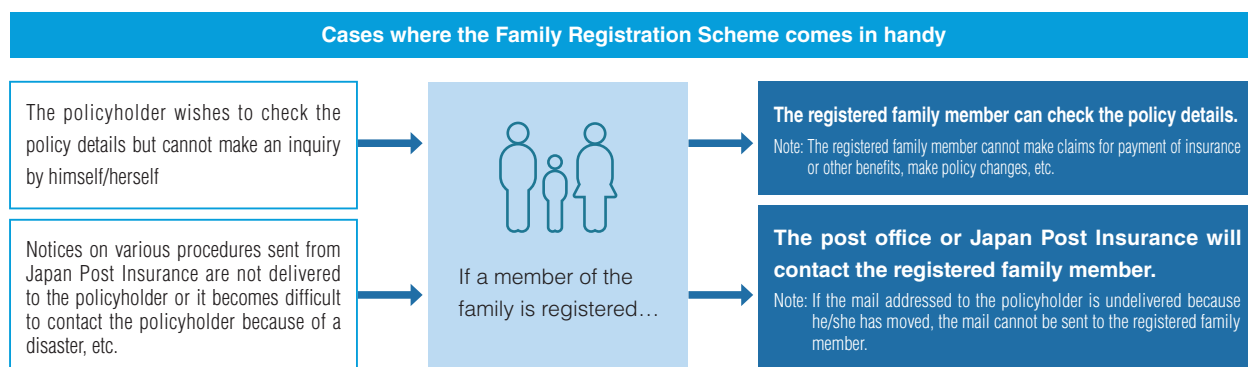 Cases where the Family Registration Scheme comes in handy
The policyholder wishes to check the
policy details but cannot make an inquiry
by himself/herself
Notices on various procedures sent from
Japan Post Insurance are not delivered
to the policyholder or it becomes difficult
to contact the policyholder because of a
disaster, etc.
If a member of the
family is registered…
The registered family member can check the policy details.
Note: The registered family member cannot make claims for payment of insurance
or other benefits, make policy changes, etc.
The post office or Japan Post Insurance will
contact the registered family member.
Note: If the mail addressed to the policyholder is undelivered because
he/she has moved, the mail cannot be sent to the registered family
member.